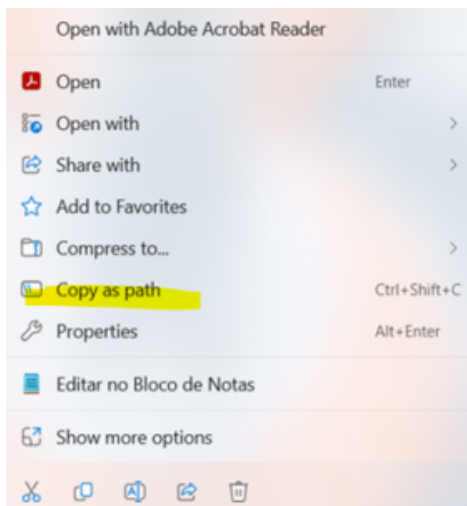 Open with Adobe Acrobat Reader
Open Enter
Open with
Share with
Add to Favorites
Compress to...
Copy as path Ctrl+Shift+C
Properties Alt+Enter
Editar no Bloco de Notas
Show more options